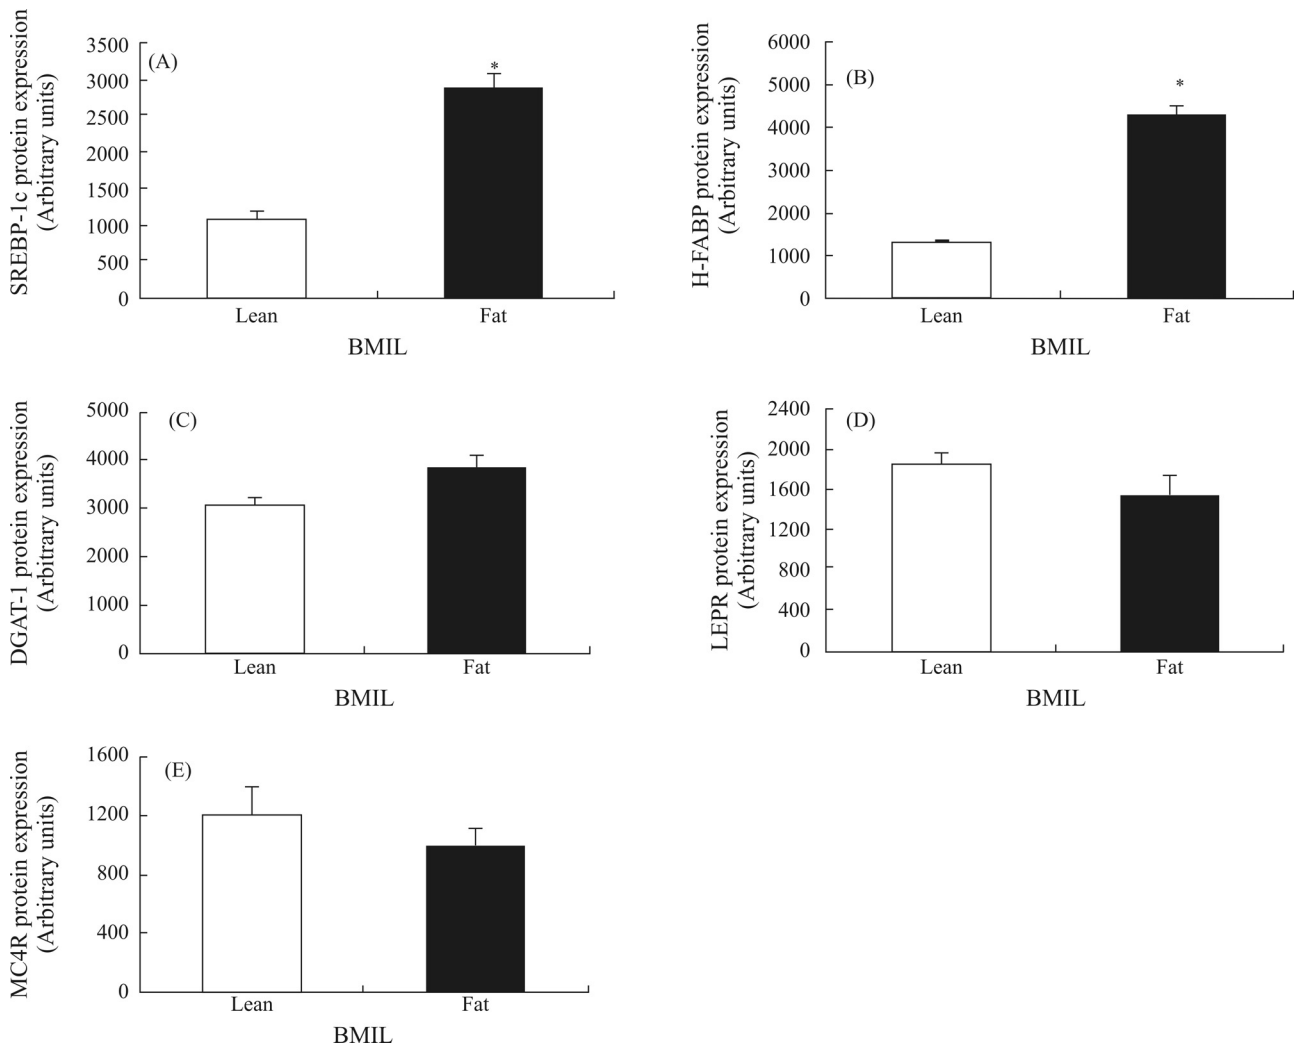 SREBP-1c protein expression
(Arbitrary units)
3500
3000
2500
2000
1500
1000
500
0
(A)
*
Lean
Fat
BMIL
H-FABP protein expression
(Arbitrary units)
6000
5000
4000
3000
2000
1000
0
(B)
*
Lean
Fat
BMIL
DGAT-1 protein expression
(Arbitrary units)
5000
4000
3000
2000
1000
0
(C)
Lean
Fat
BMIL
LEPR protein expression
(Arbitrary units)
2400
2000
1600
1200
800
400
0
(D)
Lean
Fat
BMIL
MC4R protein expression
(Arbitrary units)
1600
1200
800
400
0
(E)
Lean
Fat
BMIL